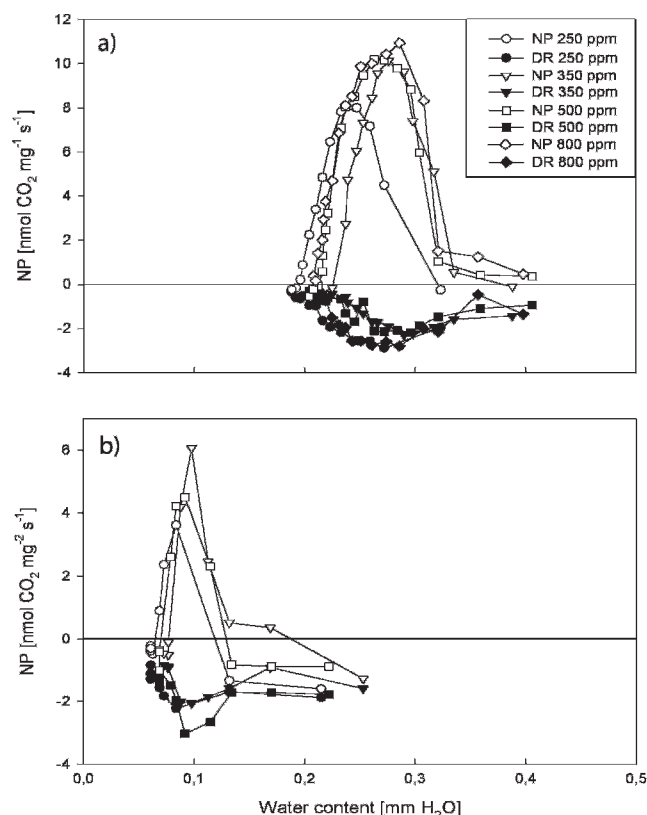 a)
NP 250 ppm
DR 250 ppm
NP 350 ppm
DR 350 ppm
NP 500 ppm
DR 500 ppm
NP 800 ppm
DR 800 ppm
12
10
8
6
4
2
0
-2
-4
NP [nmol CO₂ mg⁻¹ s⁻¹]
b)
6
4
2
0
-2
-4
NP [nmol CO₂ mg⁻² s⁻¹]
0,0 0,1 0,2 0,3 0,4 0,5
Water content [mm H₂O]